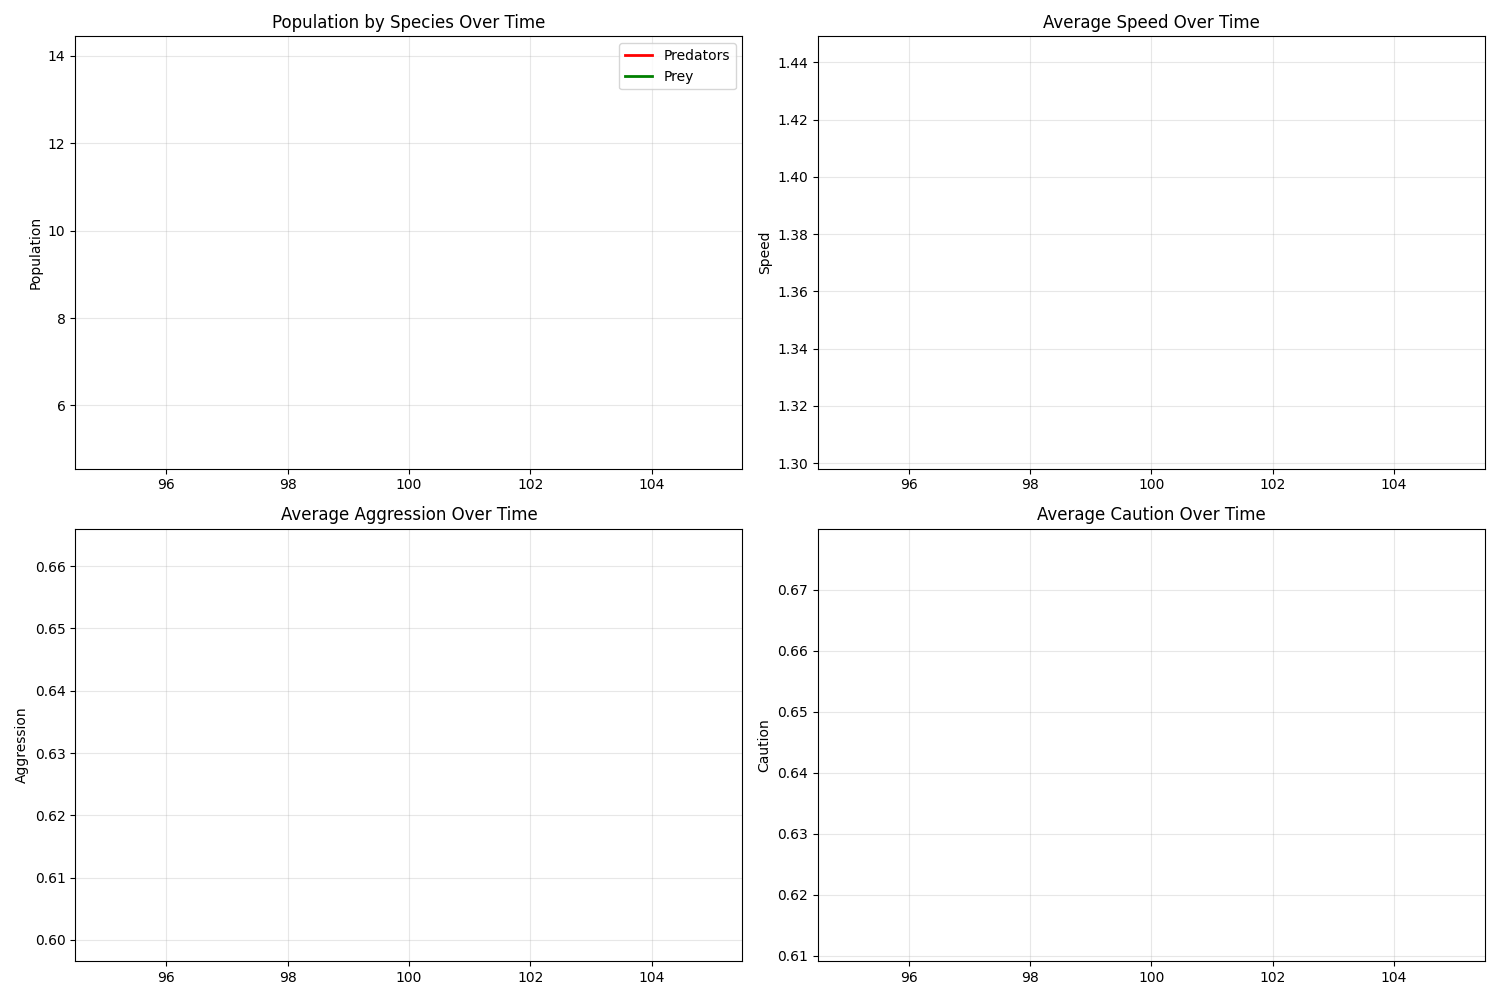 Population by Species Over Time
Predators
Prey
Population
14
12
10
8
6
96 98 100 102 104
Average Speed Over Time
Speed
1.44
1.42
1.40
1.38
1.36
1.34
1.32
1.30
96 98 100 102 104
Average Aggression Over Time
Aggression
0.66
0.65
0.64
0.63
0.62
0.61
0.60
96 98 100 102 104
Average Caution Over Time
Caution
0.67
0.66
0.65
0.64
0.63
0.62
0.61
96 98 100 102 104